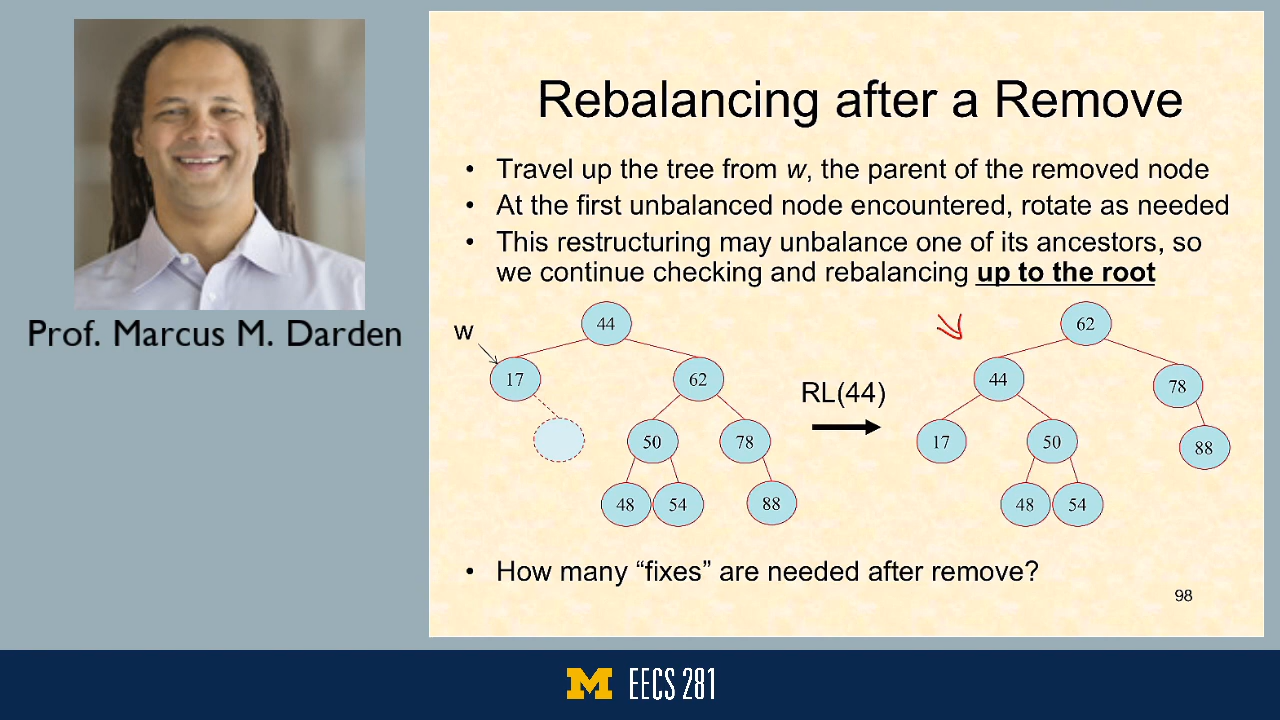 Prof. Marcus M. Darden
Rebalancing after a Remove
• Travel up the tree from w, the parent of the removed node
• At the first unbalanced node encountered, rotate as needed
• This restructuring may unbalance one of its ancestors, so
we continue checking and rebalancing up to the root
w
44
17
62
50
78
48
54
88
RL(44)
62
44
78
17
50
88
48
54
• How many “fixes” are needed after remove?
98
M EECS 281